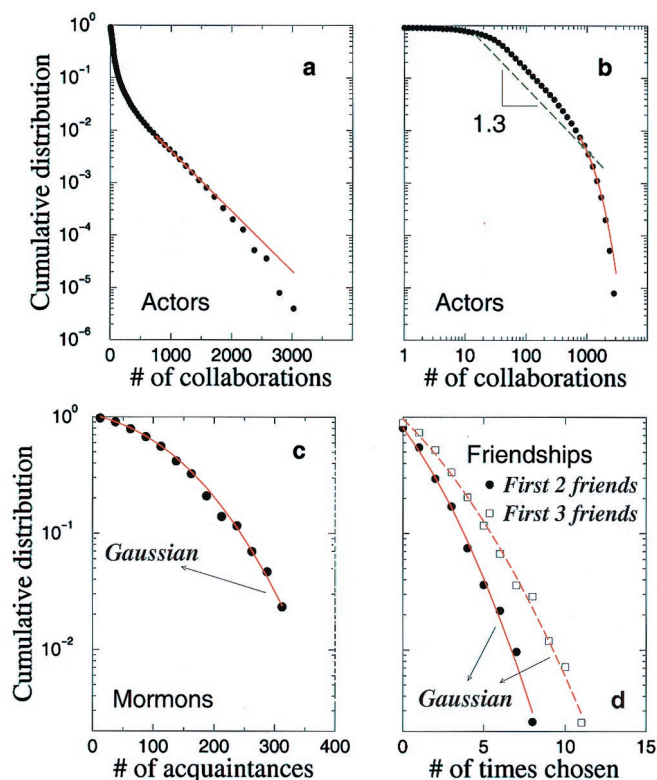 10^0
10^-1
10^-2
10^-3
10^-4
10^-5
10^-6
Cumulative distribution
a
Actors
0 1000 2000 3000
# of collaborations
b
1.3
Actors
1 10 100 1000
# of collaborations
10^0
10^-1
10^-2
Cumulative distribution
c
Gaussian
Mormons
0 100 200 300 400
# of acquaintances
Friendships
First 2 friends
First 3 friends
Gaussian
d
0 5 10 15
# of times chosen